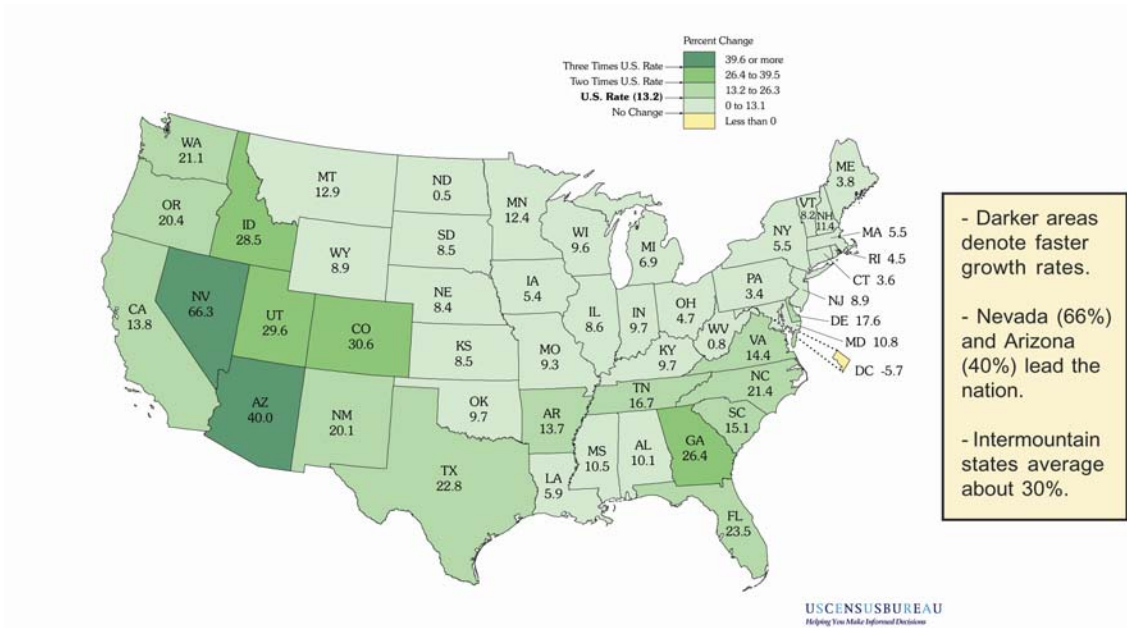 Percent Change
Three Times U.S. Rate
39.6 or more
Two Times U.S. Rate
26.4 to 39.5
U.S. Rate (13.2)
13.2 to 26.3
No Change
0 to 13.1
Less than 0
WA
21.1
MT
12.9
ND
0.5
MN
12.4
ME
3.8
OR
20.4
ID
28.5
WY
8.9
SD
8.5
WI
9.6
MI
6.9
NY
5.5
VT
8.2
NH
11.4
MA 5.5
RI 4.5
CT 3.6
NJ 8.9
DE 17.6
MD 10.8
DC -5.7
CA
13.8
NV
66.3
UT
29.6
CO
30.6
NE
8.4
IA
5.4
IL
8.6
IN
9.7
OH
4.7
PA
3.4
KS
8.5
MO
9.3
KY
9.7
WV
0.8
VA
14.4
AZ
40.0
NM
20.1
OK
9.7
AR
13.7
TN
16.7
NC
21.4
SC
15.1
TX
22.8
LA
5.9
MS
10.5
AL
10.1
GA
26.4
FL
23.5
- Darker areas
denote faster
growth rates.
- Nevada (66%)
and Arizona
(40%) lead the
nation.
- Intermountain
states average
about 30%.
USCENSUSBUREAU
Helping You Make Informed Decisions